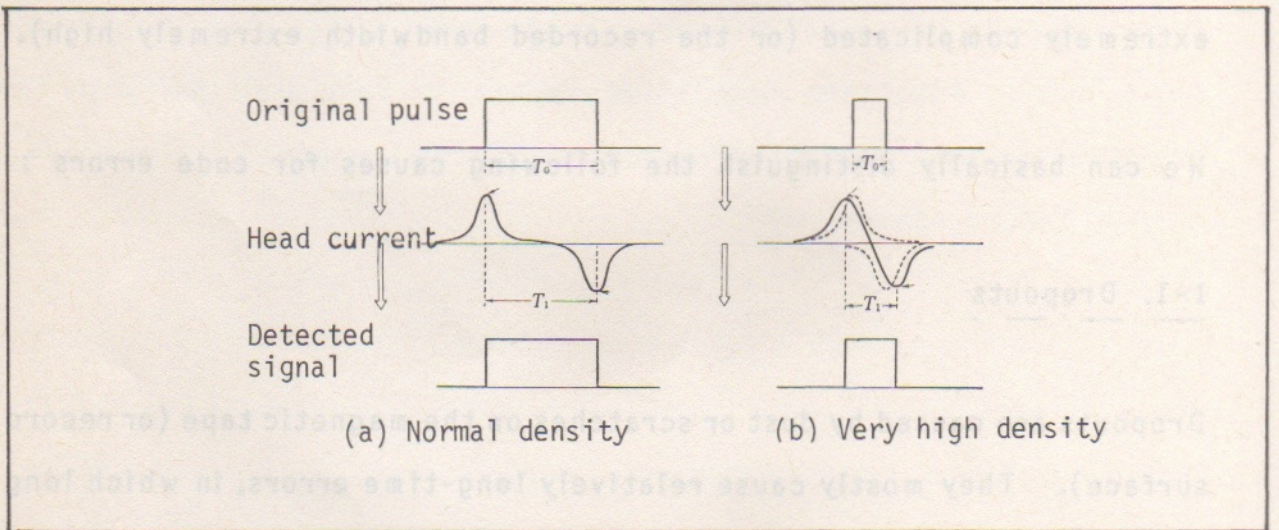 extremely complicated (or the recorded bandwidth extremely high).
Original pulse
T₀
T₀
We can basically distinguish the following causes for code errors :
Head current
1-1. Dropouts
T₁
T₁
Detected
signal
Dropouts are caused by dust or scratches on the magnetic tape (or record
(a) Normal density
(b) Very high density
surface). They mostly cause relatively long-time errors, in which long